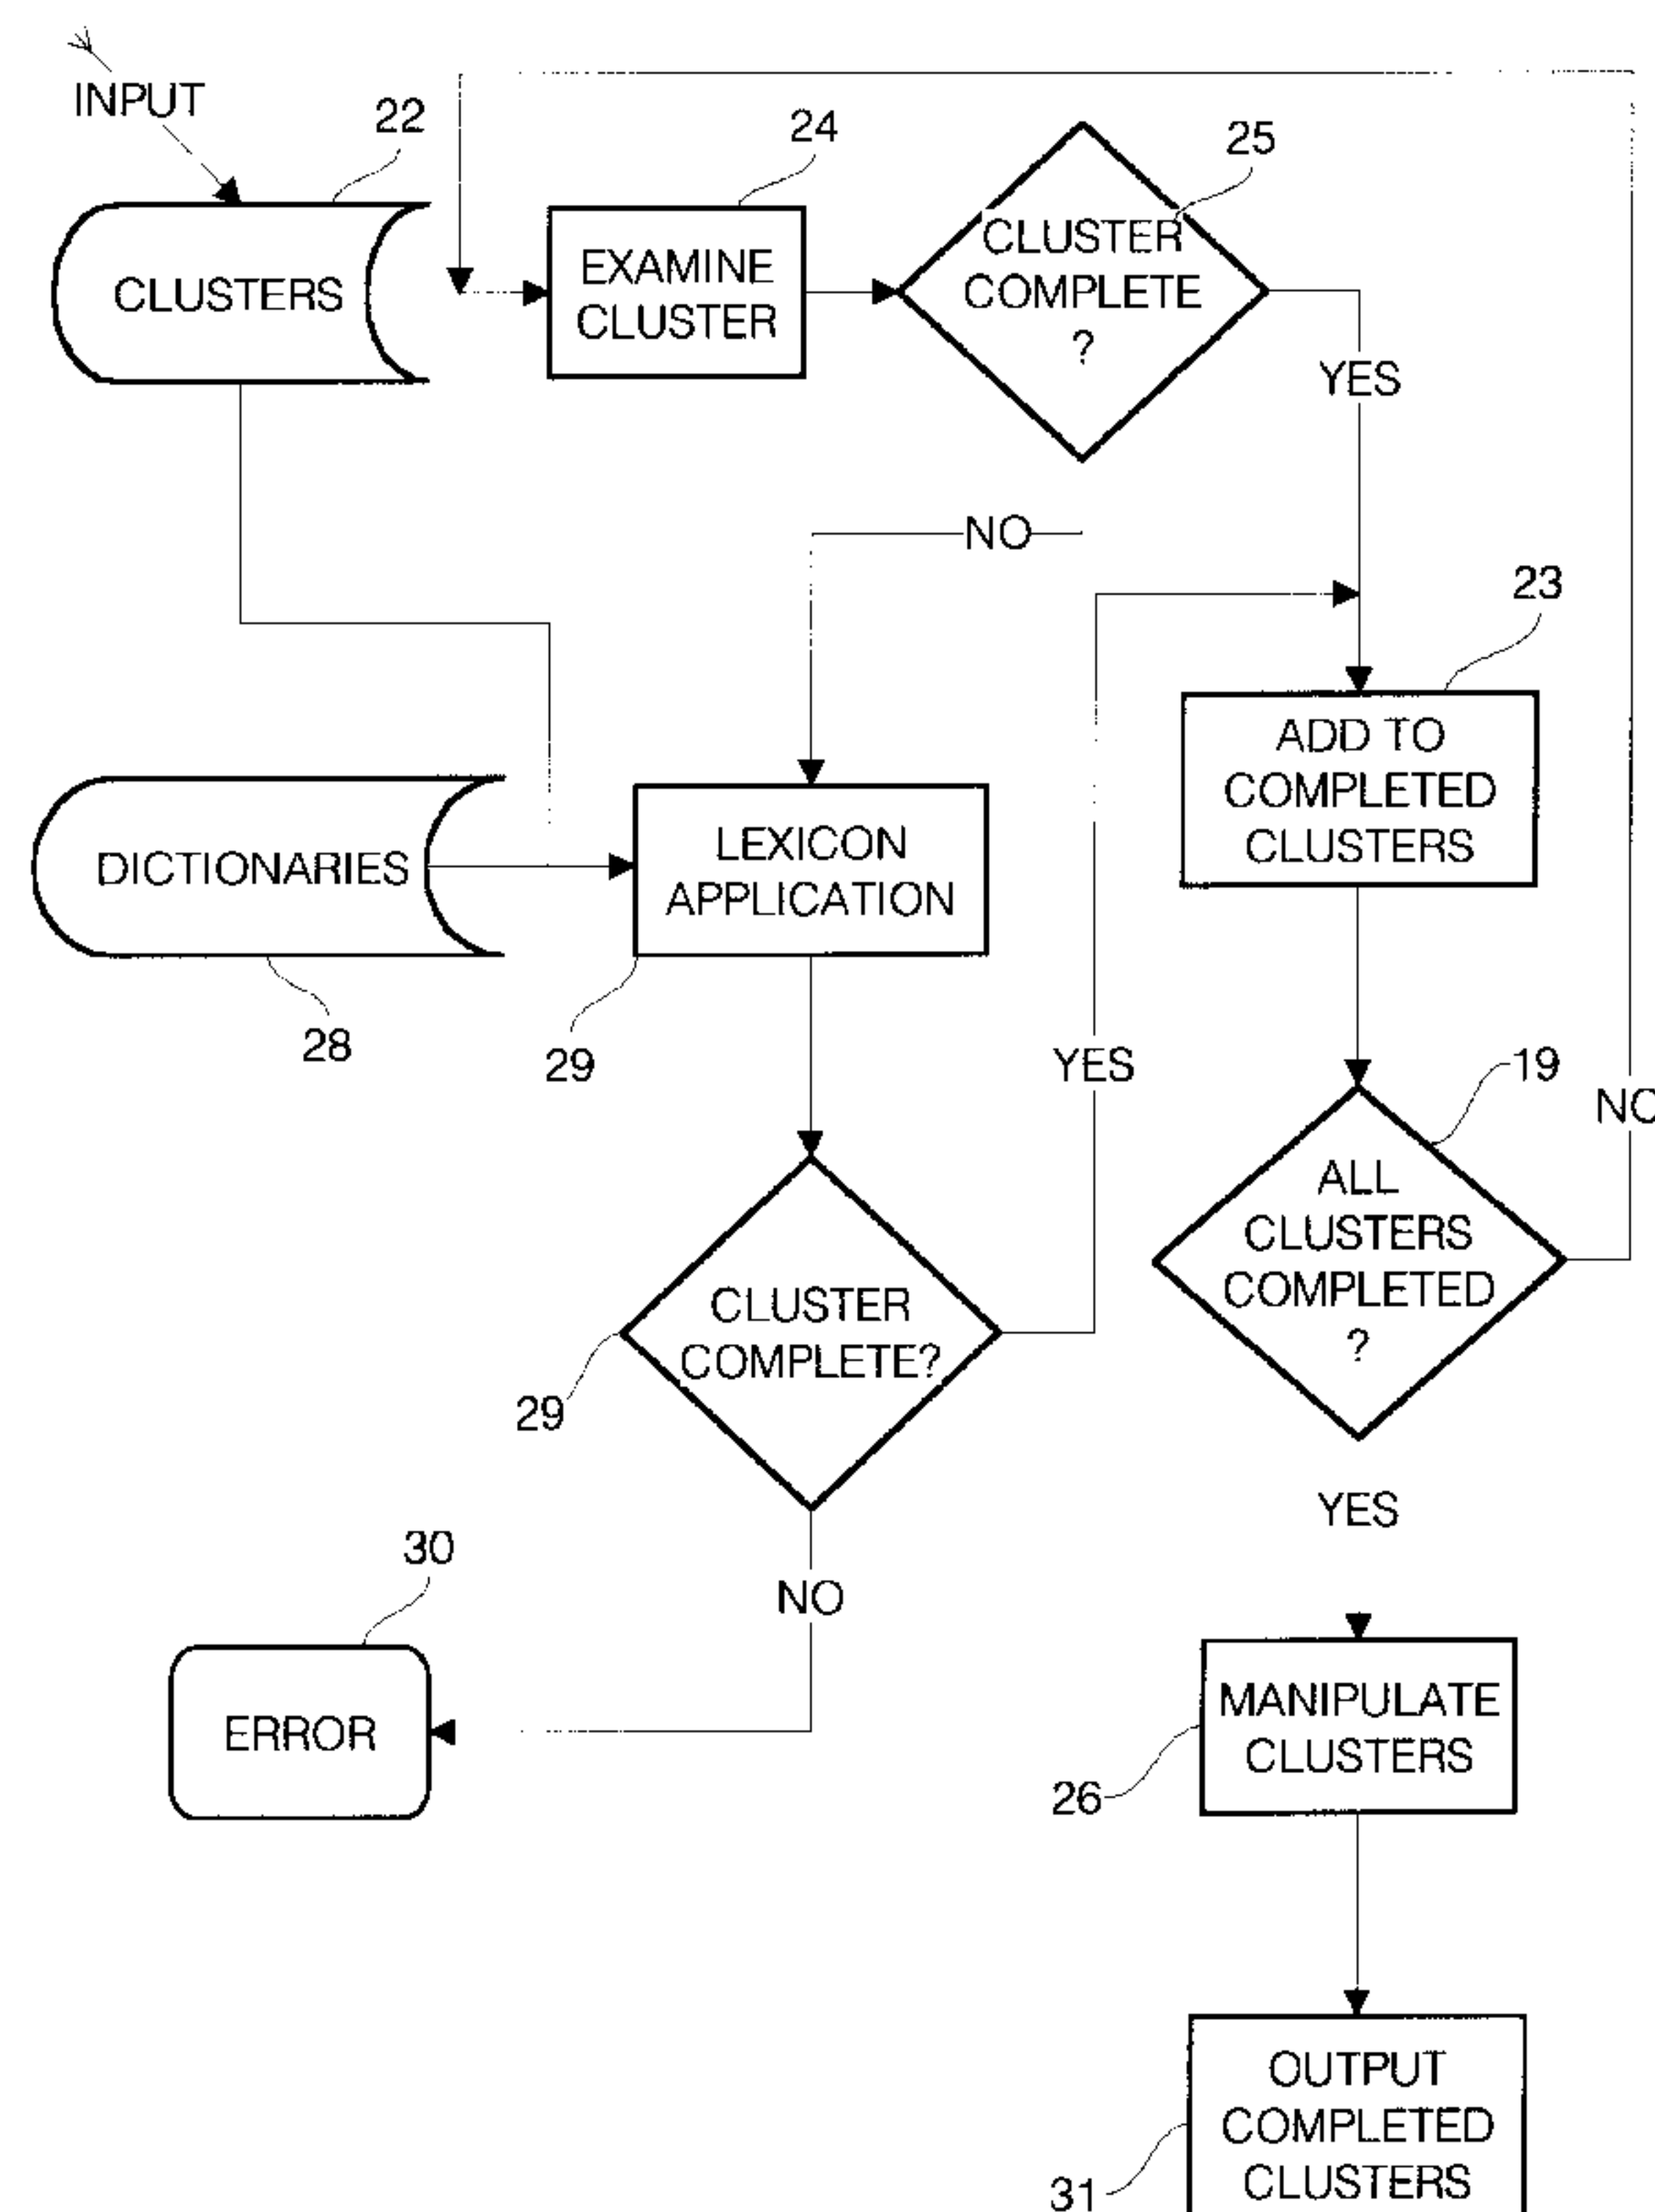 INPUT
22
24
25
CLUSTERS
EXAMINE
CLUSTER
CLUSTER
COMPLETE
?
YES
NO
23
ADD TO
COMPLETED
CLUSTERS
DICTIONARIES
LEXICON
APPLICATION
28
29
YES
19
NO
ALL
CLUSTERS
COMPLETED
?
CLUSTER
COMPLETE?
29
YES
30
NO
ERROR
MANIPULATE
CLUSTERS
26
OUTPUT
COMPLETED
CLUSTERS
31